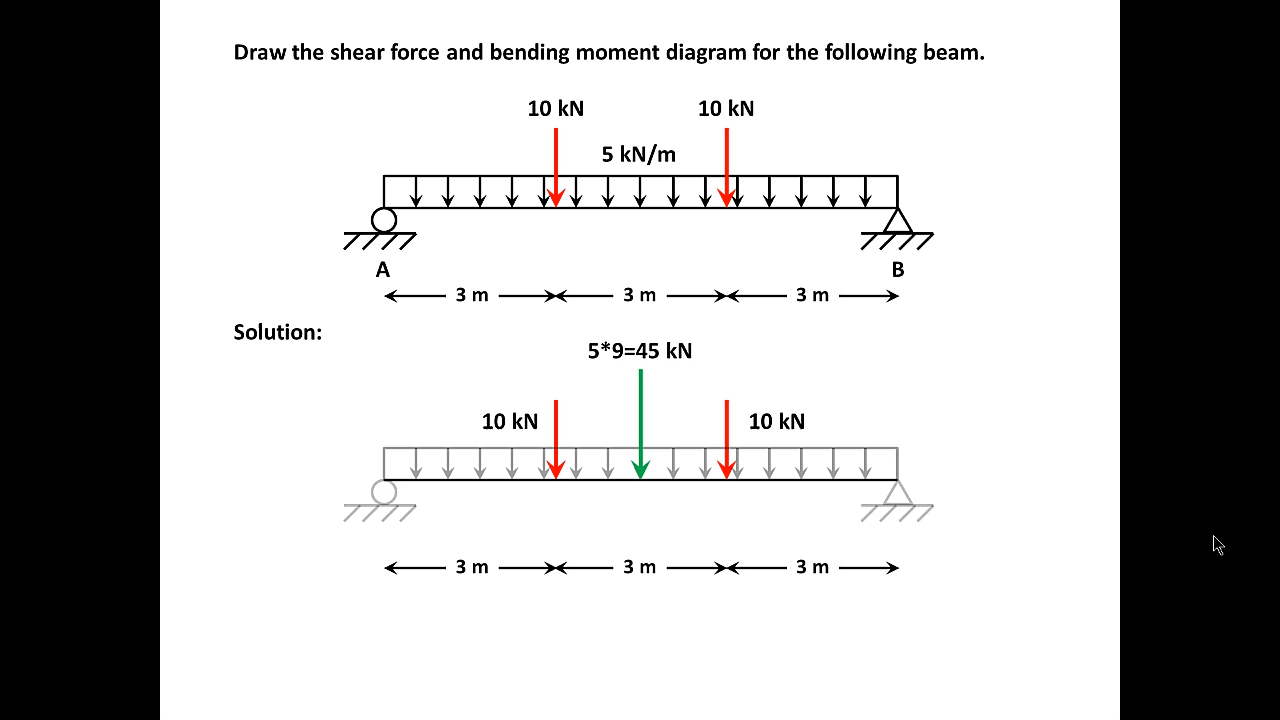 Draw the shear force and bending moment diagram for the following beam.
10 kN 10 kN
5 kN/m
A B
3 m 3 m 3 m
Solution:
5*9=45 kN
10 kN 10 kN
3 m 3 m 3 m